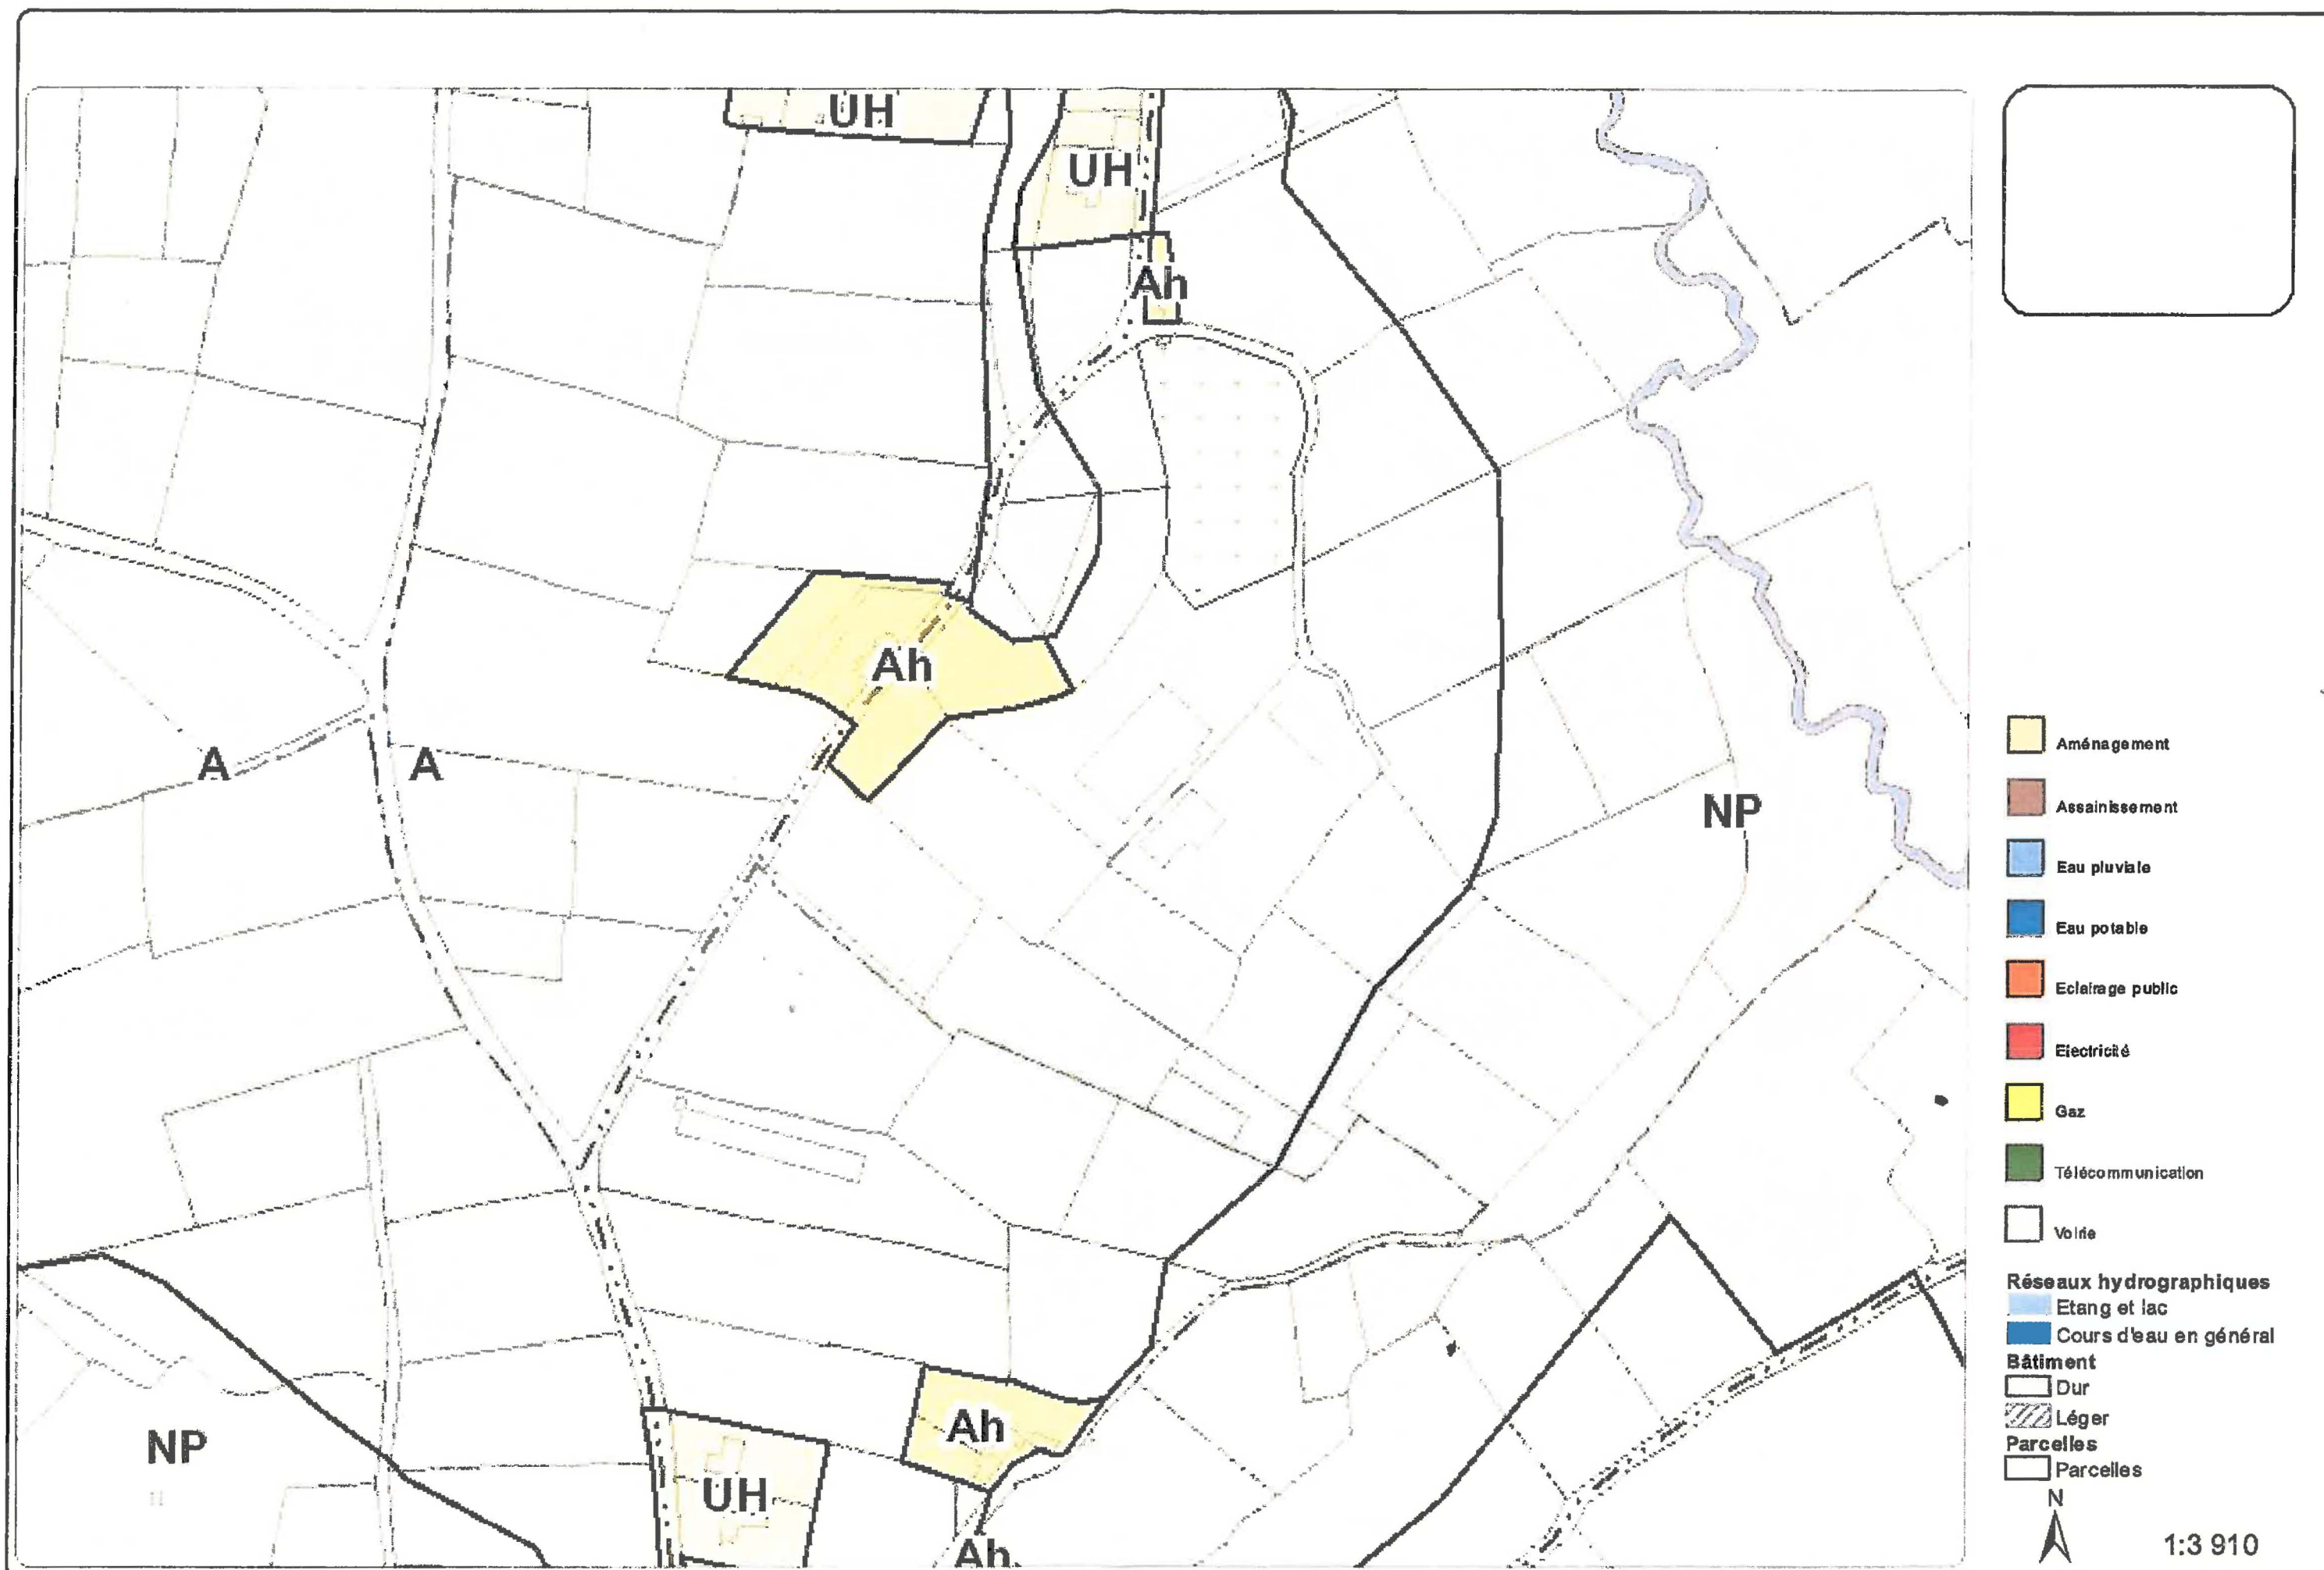 UH
UH
Ah
Ah
A
A
NP
NP
Ah
UH
Ah
Aménagement
Assainissement
Eau pluviale
Eau potable
Eclairage public
Electricité
Gaz
Télécommunication
Voirie
Réseaux hydrographiques
Etang et lac
Cours d'eau en général
Bâtiment
Dur
Léger
Parcelles
Parcelles
N
1:3 910